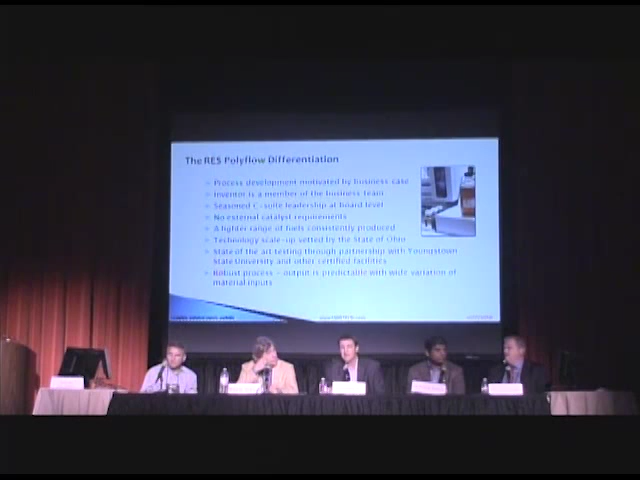 The RES Polyflow Differentiation
Process development motivated by business case
Inventor is a member of the business team
Seasoned C-suite leadership at board level
No external catalyst requirements
A lighter range of fuels consistently produced
Technology scale-up vetted by the State of Ohio
State of the art testing through partnership with Youngstown
State University and other certified facilities
Robust process - output is predictable with wide variation of
material inputs